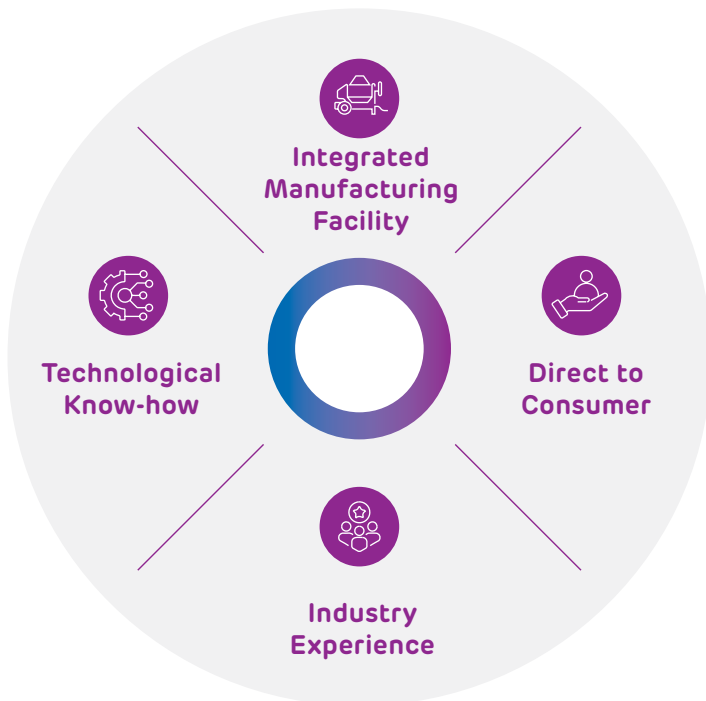 Integrated
Manufacturing
Facility
Technological
Know-how
Direct to
Consumer
Industry
Experience